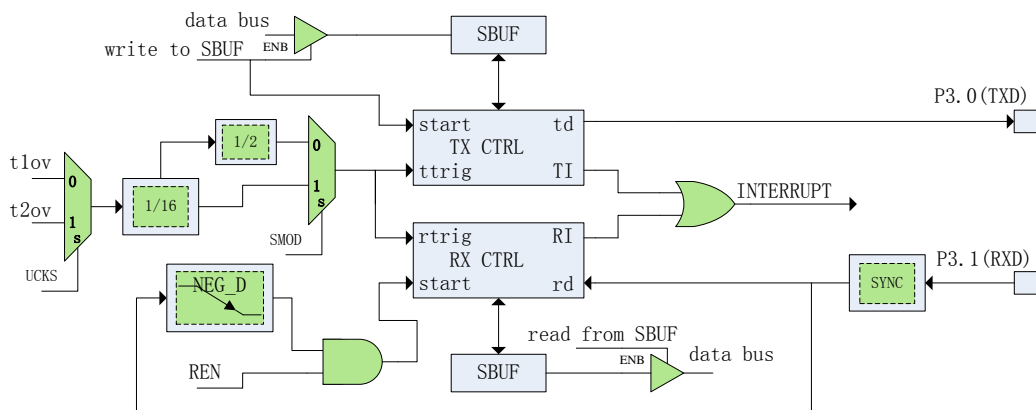 data bus
ENB
write to SBUF
SBUF
P3.0(TXD)
start
td
TX CTRL
ttrig
TI
1/2
0
1
s
t1ov
0
t2ov
1
s
1/16
UCKS
SMOD
INTERRUPT
rtrig
RI
RX CTRL
start
rd
P3.1(RXD)
SYNC
NEG_D
REN
read from SBUF
ENB
data bus
SBUF